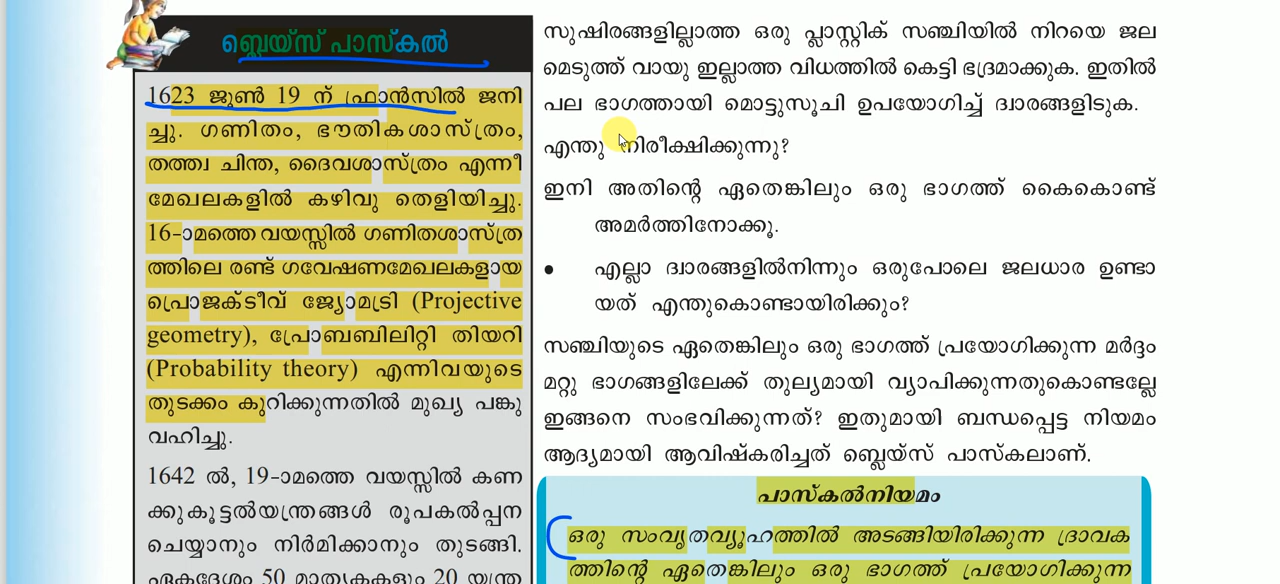 ബ്ലെയ്സ് പാസ്കൽ
1623 ജൂൺ 19 ന് ഫ്രാൻസിൽ ജനി
ച്ചു. ഗണിതം, ഭൗതികശാസ്ത്രം,
തത്ത്വ ചിന്ത, ദൈവശാസ്ത്രം എന്നീ
മേഖലകളിൽ കഴിവു തെളിയിച്ചു.
16-ാമത്തെ വയസ്സിൽ ഗണിതശാസ്ത്ര
ത്തിലെ രണ്ട് ഗവേഷണമേഖലകളായ
പ്രൊജക്ടീവ് ജ്യോമട്രി (Projective
geometry), പ്രോബബിലിറ്റി തിയറി
(Probability theory) എന്നിവയുടെ
തുടക്കം കുറിക്കുന്നതിൽ മുഖ്യ പങ്കു
വഹിച്ചു.
1642 ൽ, 19-ാമത്തെ വയസ്സിൽ കണ
ക്കുകൂട്ടൽയന്ത്രങ്ങൾ രൂപകൽപ്പന
ചെയ്യാനും നിർമിക്കാനും തുടങ്ങി.
ഏകദേശം 50 മാതൃകകളും 20 യന്ത്ര
സുഷിരങ്ങളില്ലാത്ത ഒരു പ്ലാസ്റ്റിക് സഞ്ചിയിൽ നിറയെ ജല
മെടുത്ത് വായു ഇല്ലാത്ത വിധത്തിൽ കെട്ടി ഭദ്രമാക്കുക. ഇതിൽ
പല ഭാഗത്തായി മൊട്ടുസൂചി ഉപയോഗിച്ച് ദ്വാരങ്ങളിടുക.
എന്തു നിരീക്ഷിക്കുന്നു?
ഇനി അതിന്റെ ഏതെങ്കിലും ഒരു ഭാഗത്ത് കൈകൊണ്ട്
അമർത്തിനോക്കൂ.
• എല്ലാ ദ്വാരങ്ങളിൽനിന്നും ഒരുപോലെ ജലധാര ഉണ്ടാ
യത് എന്തുകൊണ്ടായിരിക്കും?
സഞ്ചിയുടെ ഏതെങ്കിലും ഒരു ഭാഗത്ത് പ്രയോഗിക്കുന്ന മർദ്ദം
മറ്റു ഭാഗങ്ങളിലേക്ക് തുല്യമായി വ്യാപിക്കുന്നതുകൊണ്ടല്ലേ
ഇങ്ങനെ സംഭവിക്കുന്നത്? ഇതുമായി ബന്ധപ്പെട്ട നിയമം
ആദ്യമായി ആവിഷ്കരിച്ചത് ബ്ലെയ്സ് പാസ്കലാണ്.
പാസ്കൽനിയമം
ഒരു സംവൃതവ്യൂഹത്തിൽ അടങ്ങിയിരിക്കുന്ന ദ്രാവക
ത്തിന്റെ ഏതെങ്കിലും ഒരു ഭാഗത്ത് പ്രയോഗിക്കുന്ന